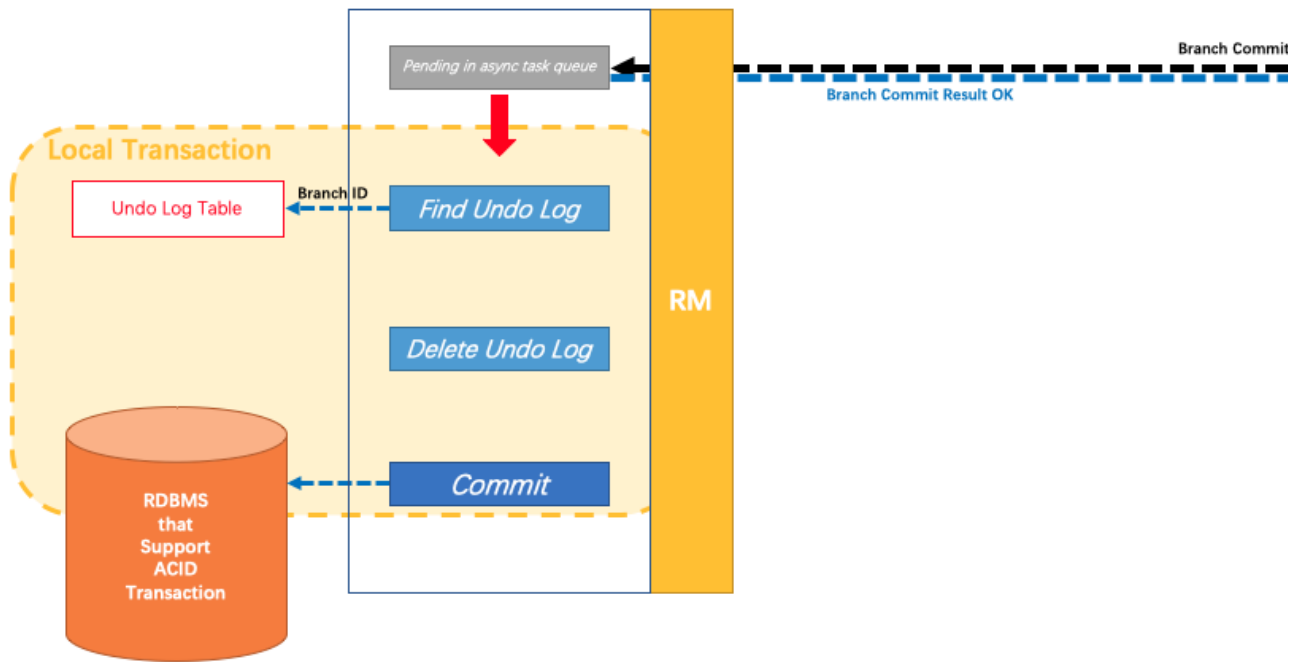 Branch Commit
Pending in async task queue
Branch Commit Result OK
Local Transaction
Branch ID
Undo Log Table
Find Undo Log
RM
Delete Undo Log
Commit
RDBMS
that
Support
ACID
Transaction